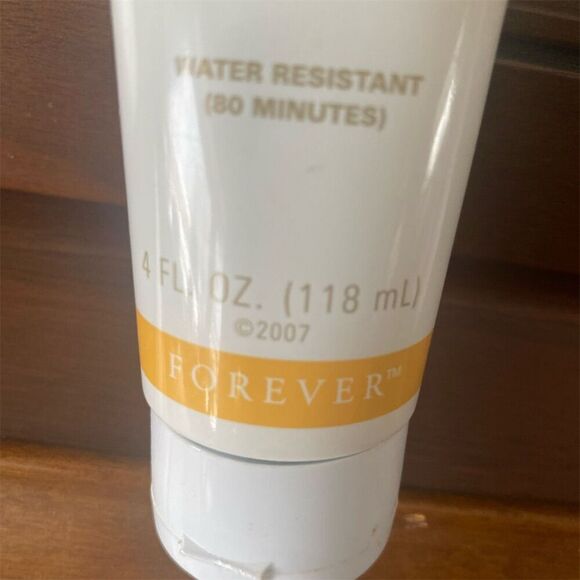 WATER RESISTANT
(80 MINUTES)
4 FL. OZ. (118 mL)
©2007
FOREVER™